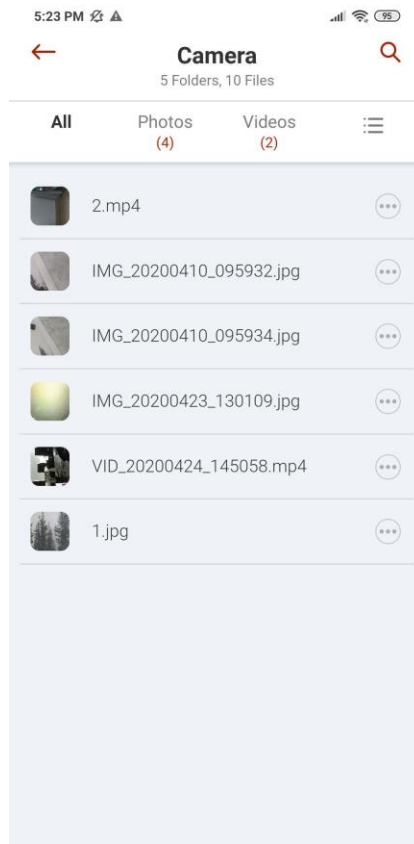 5:23 PM 95
Camera
5 Folders, 10 Files
All Photos Videos
(4) (2)
2.mp4
IMG_20200410_095932.jpg
IMG_20200410_095934.jpg
IMG_20200423_130109.jpg
VID_20200424_145058.mp4
1.jpg